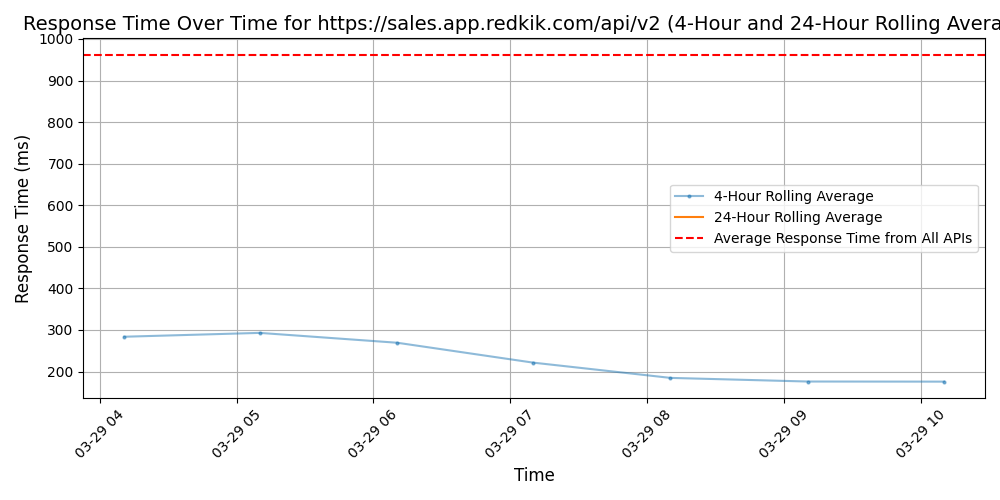 Response Time Over Time for https://sales.app.redkik.com/api/v2 (4-Hour and 24-Hour Rolling Avera
Response Time (ms)
1000
900
800
700
600
500
400
300
200
4-Hour Rolling Average
24-Hour Rolling Average
Average Response Time from All APIs
03-29 04
03-29 05
03-29 06
03-29 07
03-29 08
03-29 09
03-29 10
Time